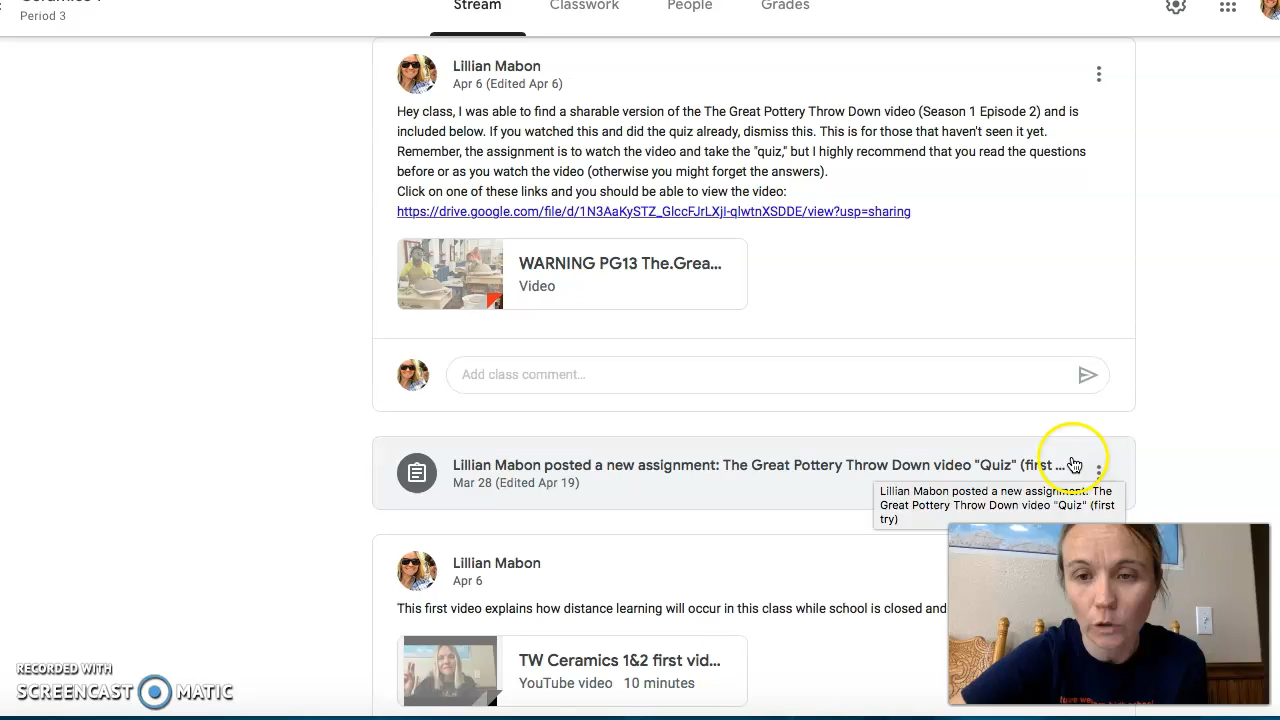 Period 3
Stream
Classwork
People
Grades
Lillian Mabon
Apr 6 (Edited Apr 6)
Hey class, I was able to find a sharable version of the The Great Pottery Throw Down video (Season 1 Episode 2) and is
included below. If you watched this and did the quiz already, dismiss this. This is for those that haven't seen it yet.
Remember, the assignment is to watch the video and take the "quiz," but I highly recommend that you read the questions
before or as you watch the video (otherwise you might forget the answers).
Click on one of these links and you should be able to view the video:
https://drive.google.com/file/d/1N3AaKySTZ_GlccFJrLXjI-qlwtnXSDDE/view?usp=sharing
WARNING PG13 The.Grea...
Video
Add class comment...
Lillian Mabon posted a new assignment: The Great Pottery Throw Down video "Quiz" (first ...
Mar 28 (Edited Apr 19)
Lillian Mabon posted a new assignment: The
Great Pottery Throw Down video "Quiz" (first
try)
Lillian Mabon
Apr 6
This first video explains how distance learning will occur in this class while school is closed and
TW Ceramics 1&2 first vid...
YouTube video 10 minutes
RECORDED WITH
SCREENCAST MATIC